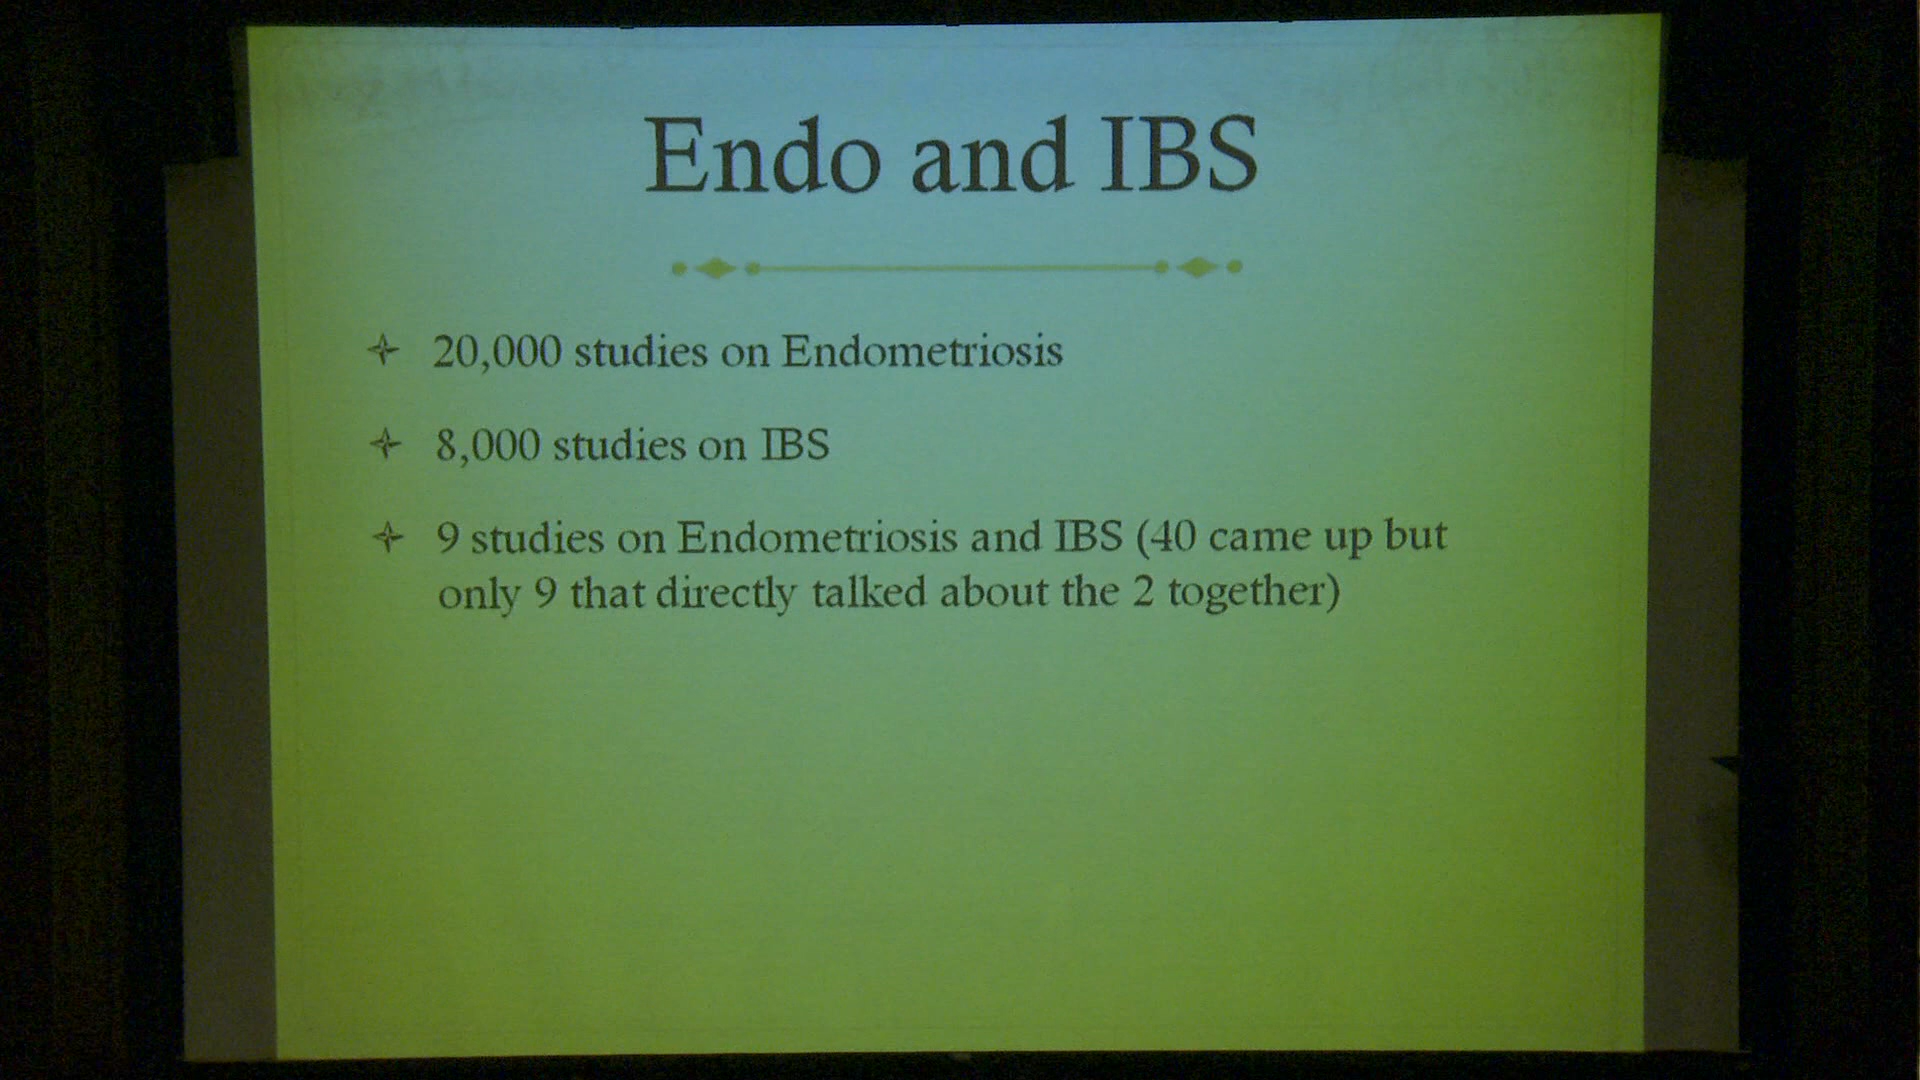 Endo and IBS
20,000 studies on Endometriosis
8,000 studies on IBS
9 studies on Endometriosis and IBS (40 came up but
only 9 that directly talked about the 2 together)